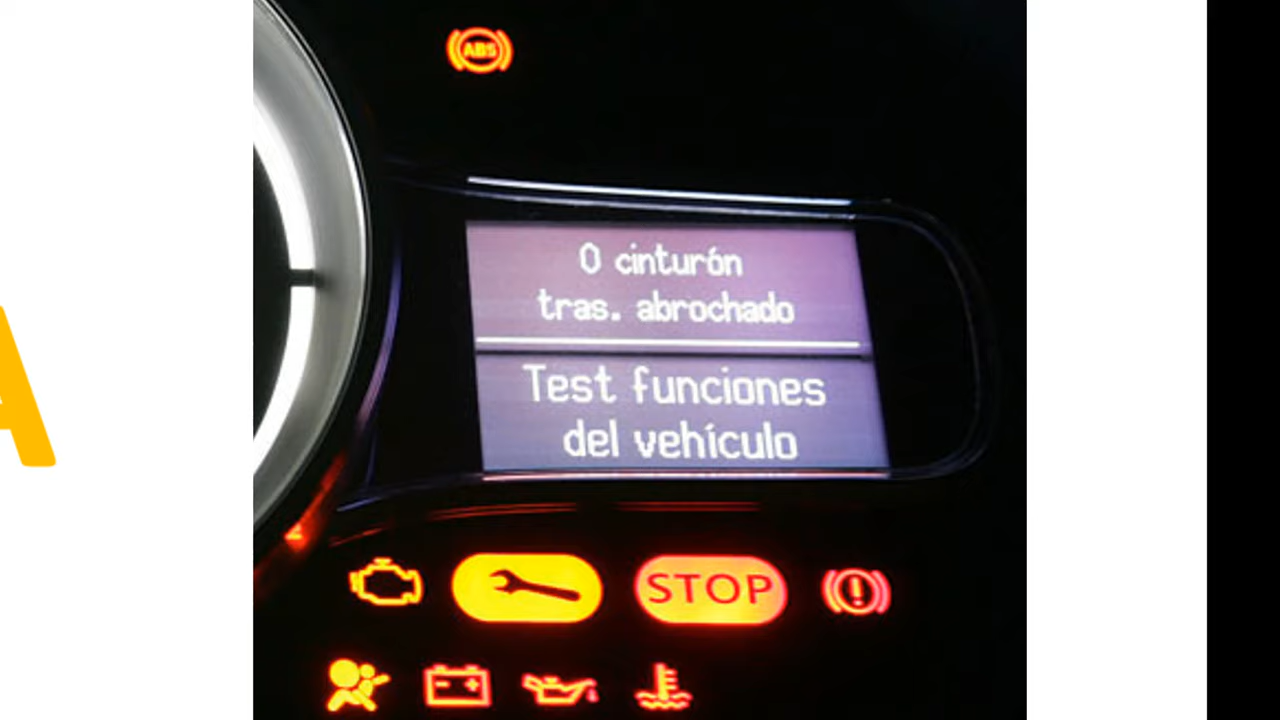 A
ABS
0 cinturón
tras. abrochado
Test funciones
del vehículo
STOP